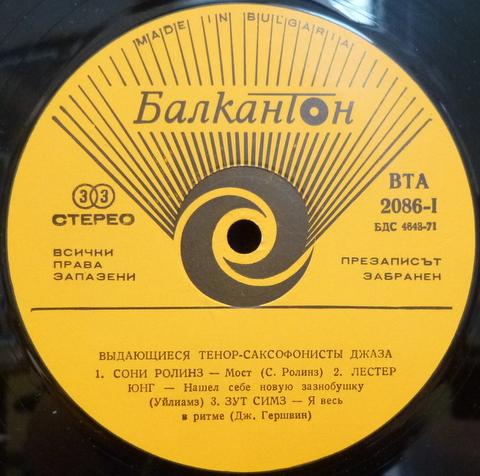 MADE IN BULGARIA
Балкантон
33
СТЕРЕО
ВТА
2086-I
БДС 4643-71
ВСИЧКИ
ПРАВА
ЗАПАЗЕНИ
ПРЕЗАПИСЪТ
ЗАБРАНЕН
ВЫДАЮЩИЕСЯ ТЕНОР-САКСОФОНИСТЫ ДЖАЗА
1. СОНИ РОЛИНЗ — Мост (С. Ролинз) 2. ЛЕСТЕР
ЮНГ — Нашел себе новую зазнобушку
(Уйлиамз) 3. ЗУТ СИМЗ — Я весь
в ритме (Дж. Гершвин)